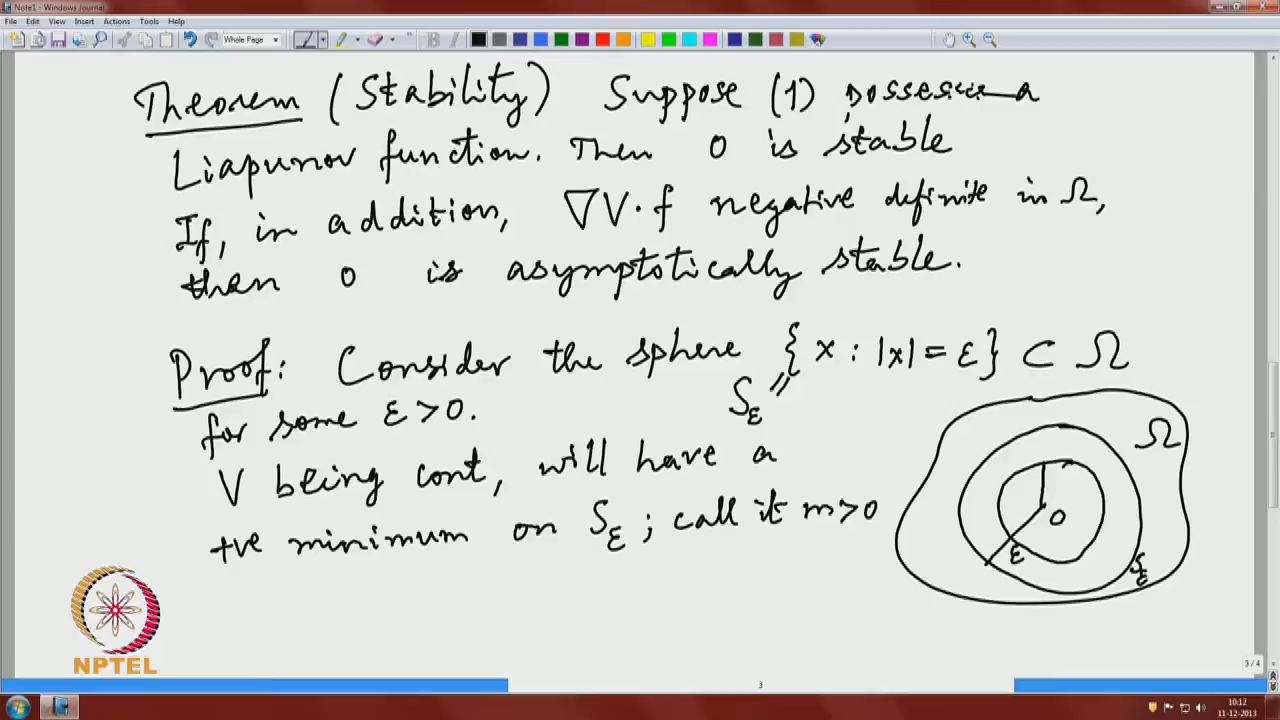 Note1 - Windows Journal
File Edit View Insert Actions Tools Help
Whole Page
Theorem (Stability) Suppose (1) possesses a
Liapunov function. Then 0 is stable
If, in addition, ∇V·f negative definite in Ω,
then 0 is asymptotically stable.
Proof: Consider the sphere {x : |x| = ε} ⊂ Ω
S_ε =
for some ε > 0.
V being cont, will have a
+ve minimum on S_ε ; call it m > 0
Ω
0
ε
S_ε
NPTEL
3/4
3
10:12
11-12-2013